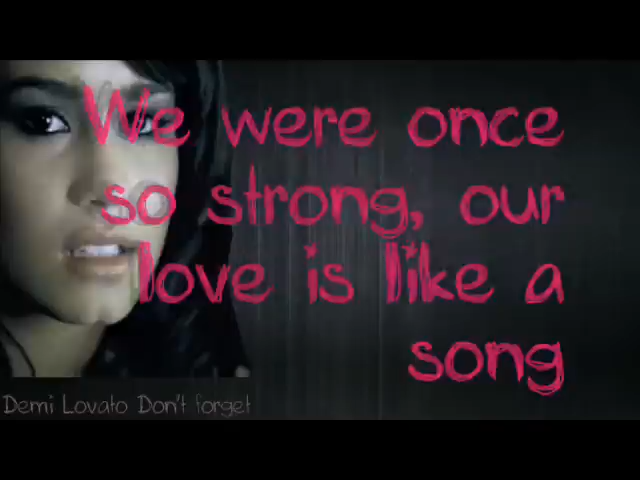 We were once
so strong, our
love is like a
song
Demi Lovato Don't forget